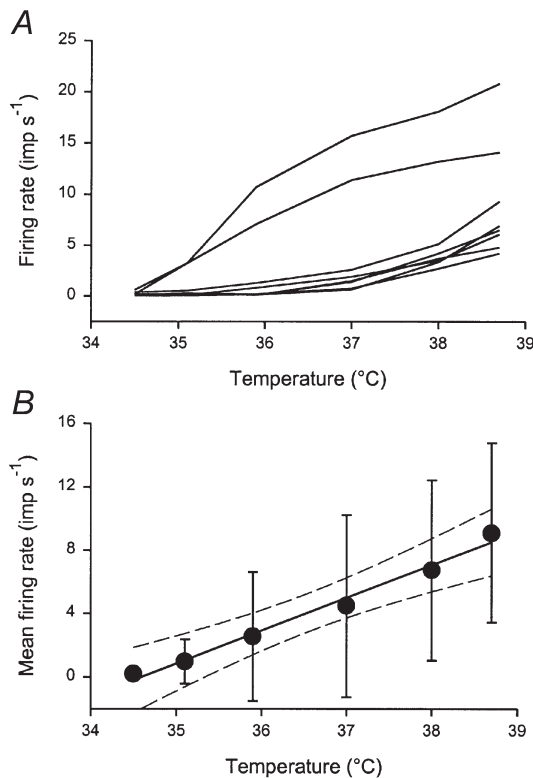 A
25
20
15
10
5
0
Firing rate (imp s-1)
34 35 36 37 38 39
Temperature (°C)
B
16
12
8
4
0
Mean firing rate (imp s-1)
34 35 36 37 38 39
Temperature (°C)